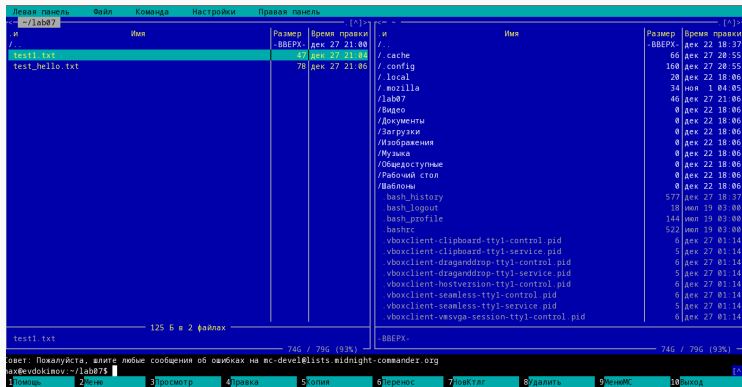 Левая панель Файл Команда Настройки Правая панель
<─ ~/lab07 .[^]>
.и Имя Размер Время правки
/.. -ВВЕРХ- дек 27 21:00
test1.txt 47 дек 27 21:04
test_hello.txt 78 дек 27 21:06
125 Б в 2 файлах
test1.txt
74G / 79G (93%)
<─ ~ .[^]>
.и Имя Размер Время правки
/.. -ВВЕРХ- дек 22 18:37
/.cache 66 дек 27 20:55
/.config 160 дек 27 20:55
/.local 20 дек 22 18:06
/.mozilla 34 ноя 1 04:05
/lab07 46 дек 27 21:06
/Видео 0 дек 22 18:06
/Документы 0 дек 22 18:06
/Загрузки 0 дек 22 18:06
/Изображения 0 дек 22 18:06
/Музыка 0 дек 22 18:06
/Общедоступные 0 дек 22 18:06
/Рабочий стол 0 дек 22 18:06
/Шаблоны 0 дек 22 18:06
.bash_history 577 дек 27 18:37
.bash_logout 18 июл 19 03:00
.bash_profile 144 июл 19 03:00
.bashrc 522 июл 19 03:00
.vboxclient-clipboard-tty1-control.pid 6 дек 27 01:14
.vboxclient-clipboard-tty1-service.pid 5 дек 27 01:14
.vboxclient-draganddrop-tty1-control.pid 6 дек 27 01:14
.vboxclient-draganddrop-tty1-service.pid 5 дек 27 01:14
.vboxclient-hostversion-tty1-control.pid 6 дек 27 01:14
.vboxclient-seamless-tty1-control.pid 6 дек 27 01:14
.vboxclient-seamless-tty1-service.pid 5 дек 27 01:14
.vboxclient-vmsvga-session-tty1-control.pid 6 дек 27 01:14
-ВВЕРХ-
74G / 79G (93%)
Совет: Пожалуйста, шлите любые сообщения об ошибках на mc-devel@lists.midnight-commander.org
max@evdokimov:~/lab07$ [^
1Помощь 2Меню 3Просмотр 4Правка 5Копия 6Перенос 7НовКтлг 8Удалить 9МенюMC 10Выход